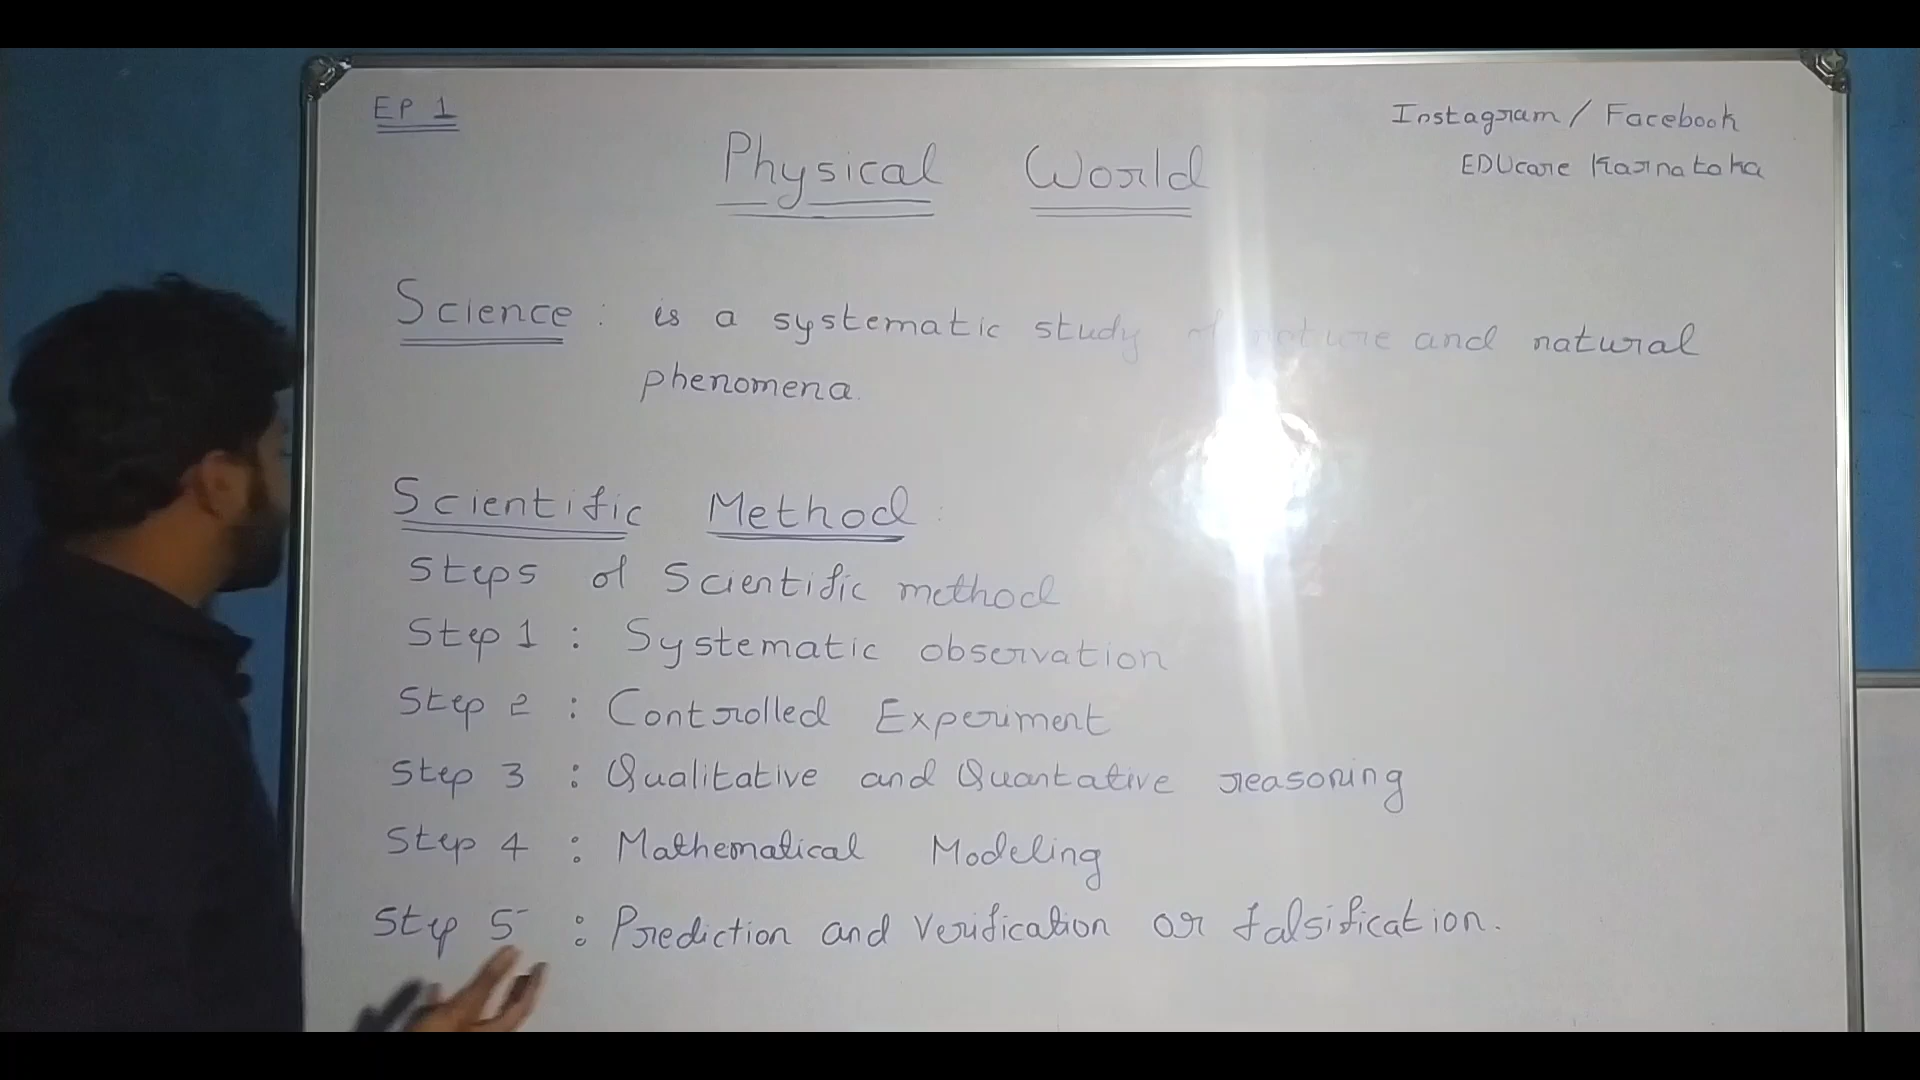 EP 1
Instagram / Facebook
EDUcare Karnataka
Physical World
Science : is a systematic study of nature and natural
phenomena.
Scientific Method :
Steps of Scientific method
Step 1 : Systematic observation
Step 2 : Controlled Experiment
Step 3 : Qualitative and Quantative reasoning
Step 4 : Mathematical Modeling
Step 5 : Prediction and Verification or falsification.